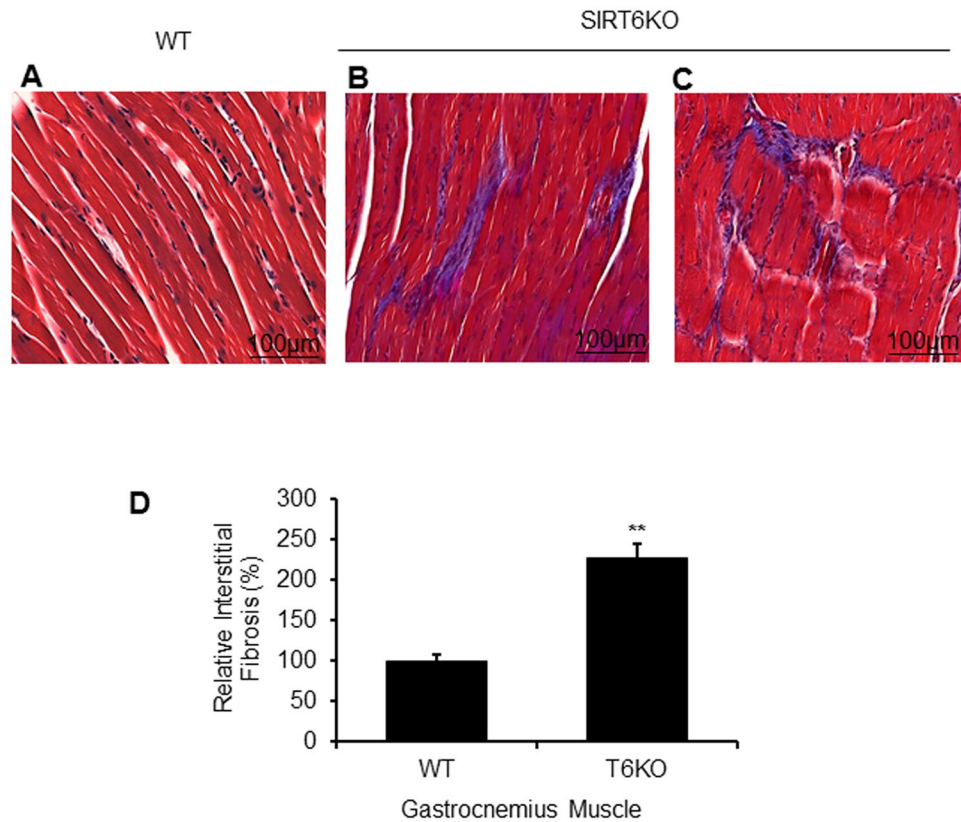 SIRT6KO
WT
A
B
C
100µm
100µm
100µm
D
Relative Interstitial
Fibrosis (%)
300
250
200
150
100
50
0
**
WT
T6KO
Gastrocnemius Muscle